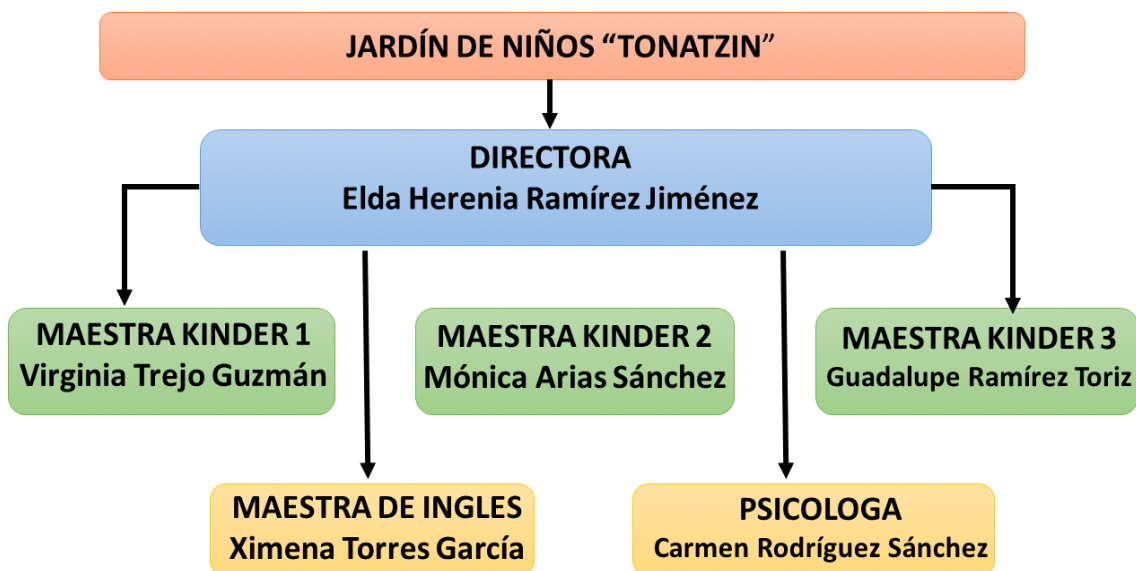 JARDÍN DE NIÑOS “TONATZIN”
DIRECTORA
Elda Herenia Ramírez Jiménez
MAESTRA KINDER 1
Virginia Trejo Guzmán
MAESTRA KINDER 2
Mónica Arias Sánchez
MAESTRA KINDER 3
Guadalupe Ramírez Toriz
MAESTRA DE INGLES
Ximena Torres García
PSICOLOGA
Carmen Rodríguez Sánchez